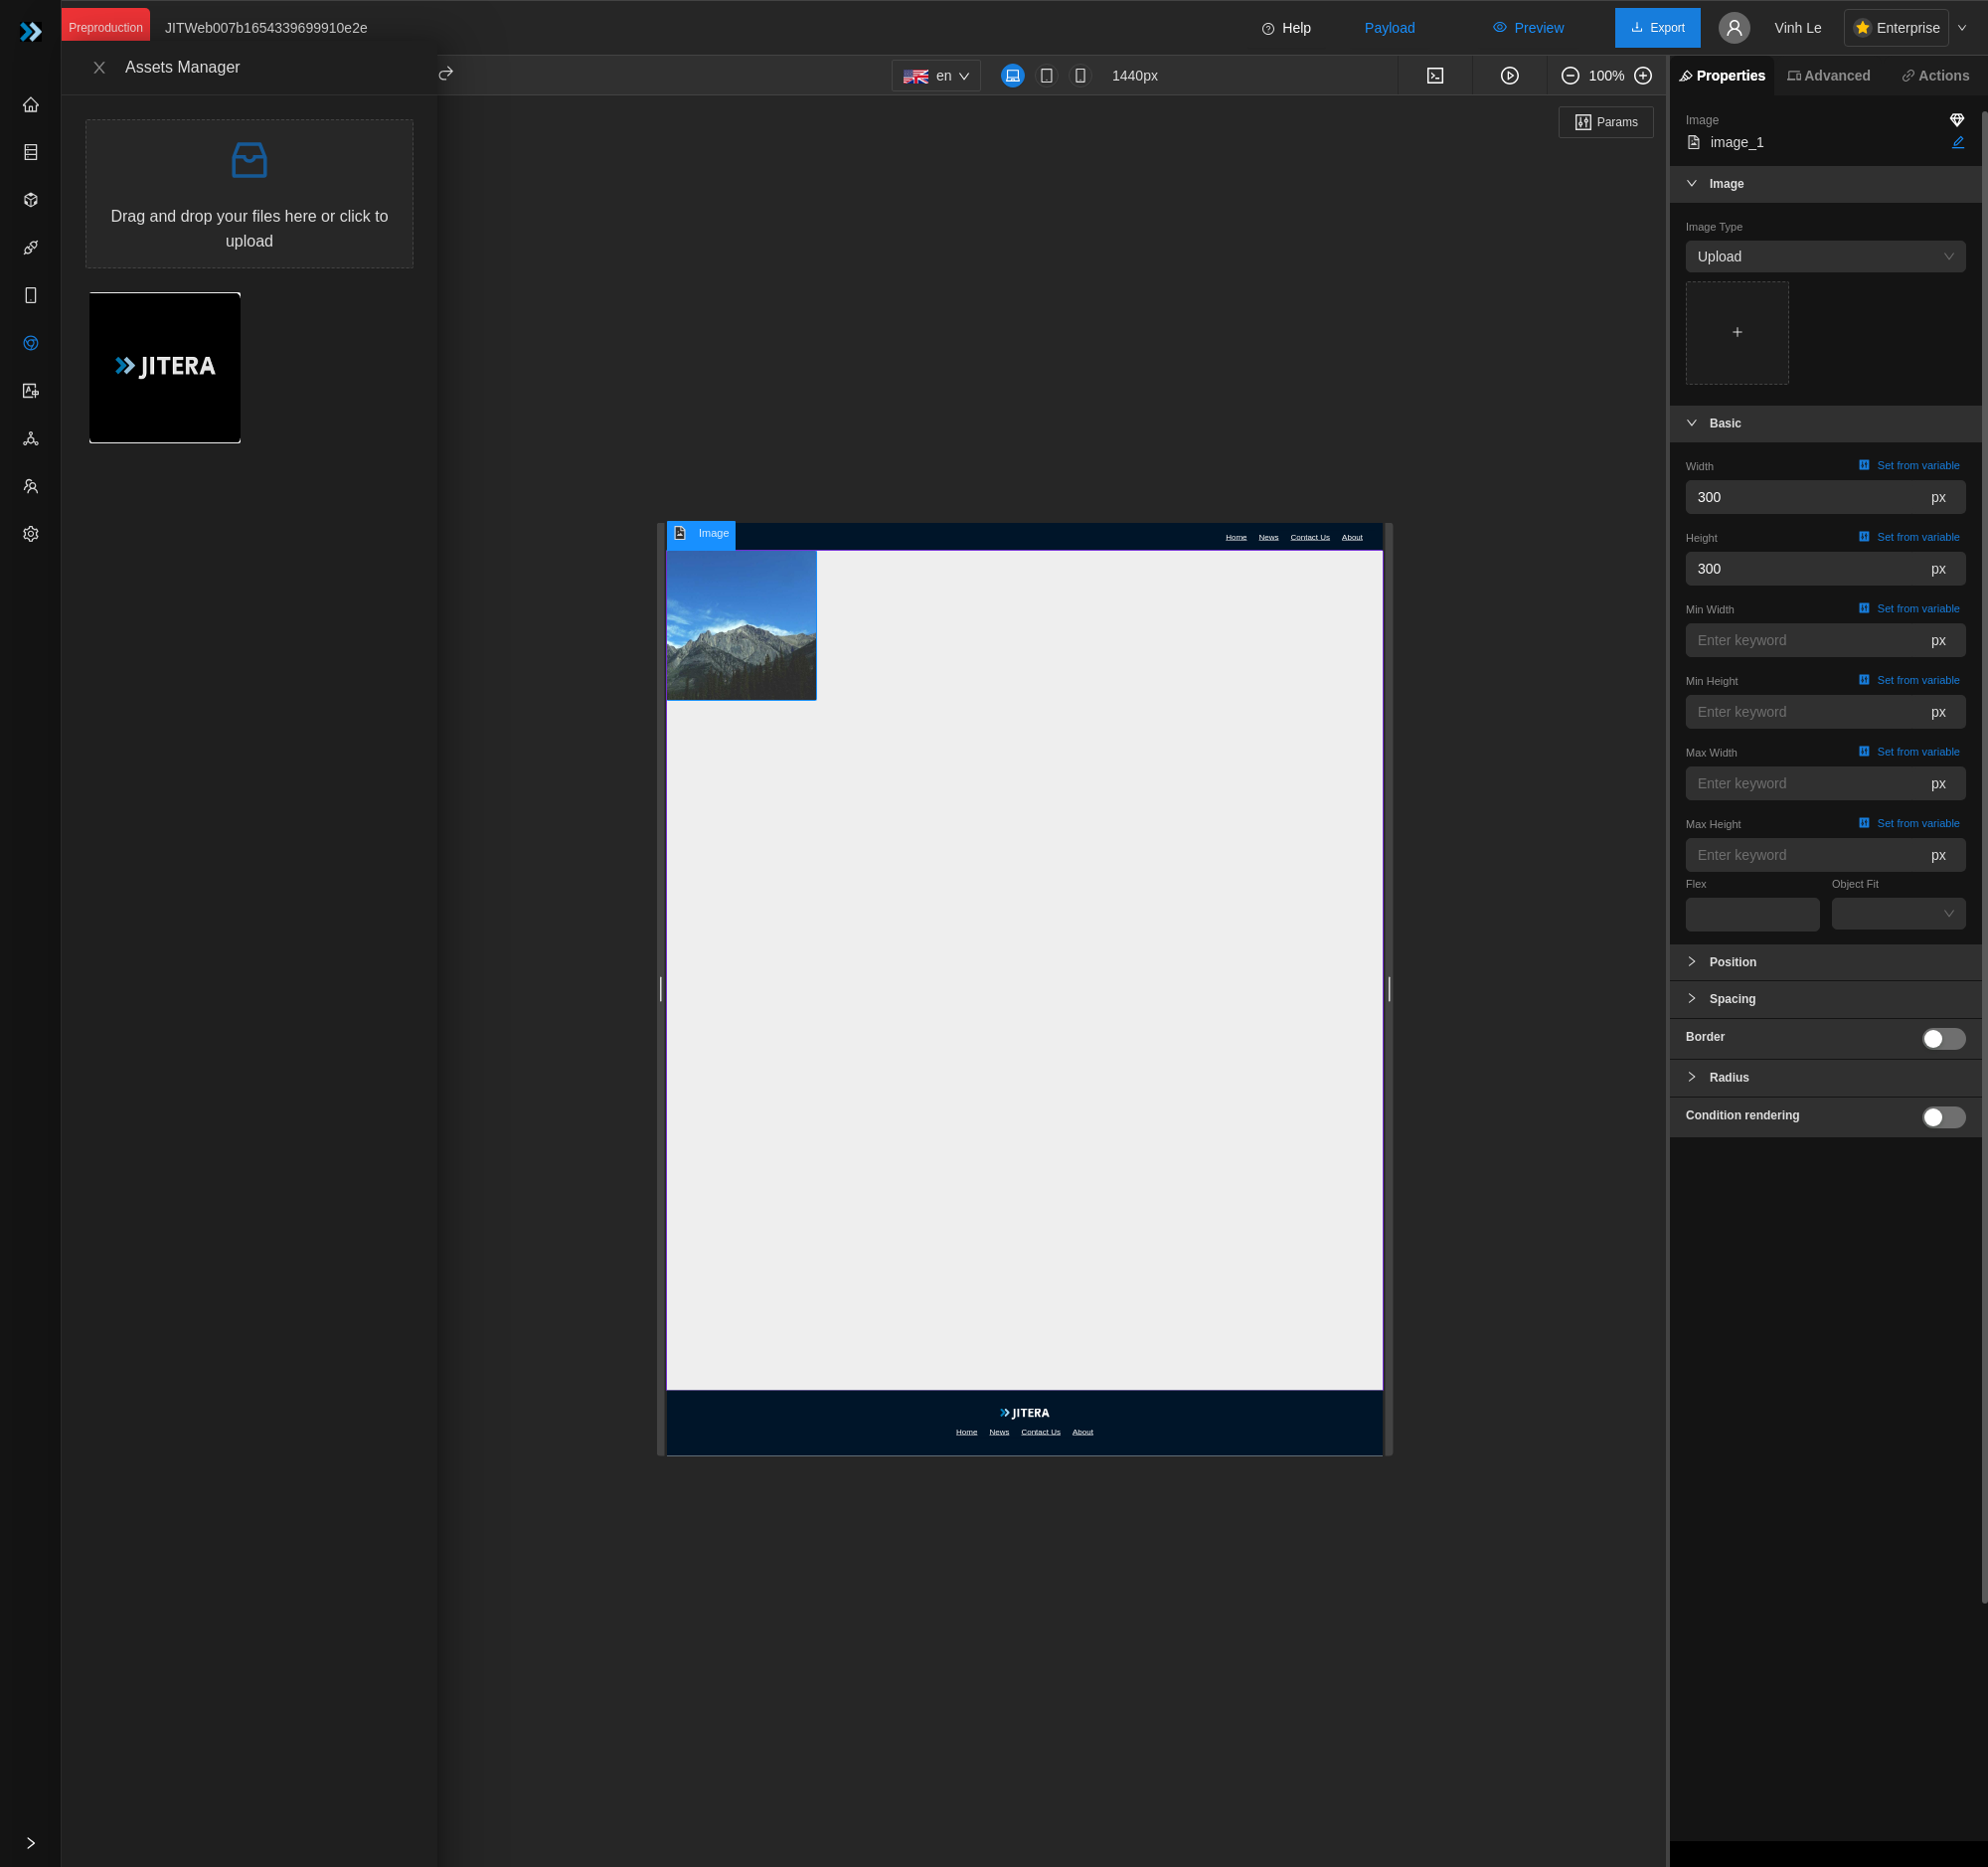 Preproduction
JITWeb007b1654339699910e2e
Help
Payload
Preview
Export
Vinh Le
Enterprise
Assets Manager
en
1440px
100%
Properties
Advanced
Actions
Params
Drag and drop your files here or click to
upload
JITERA
Image
Home
News
Contact Us
About
JITERA
Home
News
Contact Us
About
Image
image_1
Image
Image Type
Upload
Basic
Width
Set from variable
300
px
Height
Set from variable
300
px
Min Width
Set from variable
Enter keyword
px
Min Height
Set from variable
Enter keyword
px
Max Width
Set from variable
Enter keyword
px
Max Height
Set from variable
Enter keyword
px
Flex
Object Fit
Position
Spacing
Border
Radius
Condition rendering